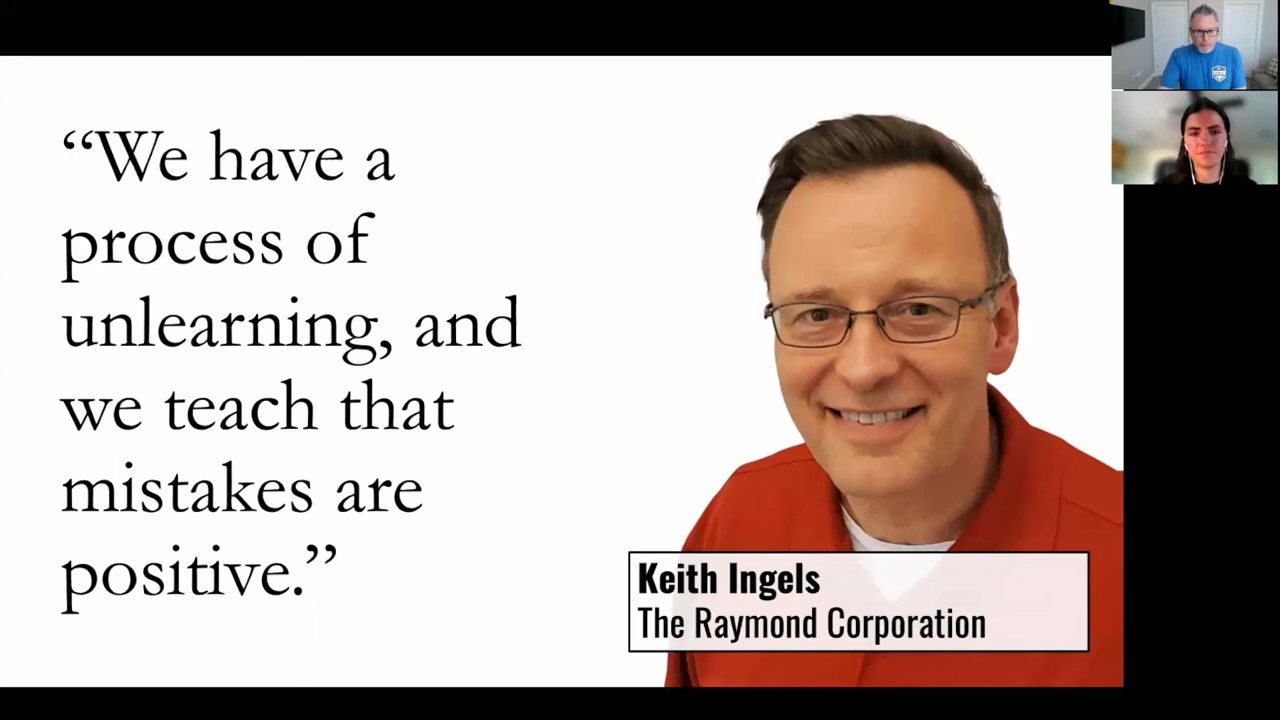 “We have a
process of
unlearning, and
we teach that
mistakes are
positive.”
Keith Ingels
The Raymond Corporation